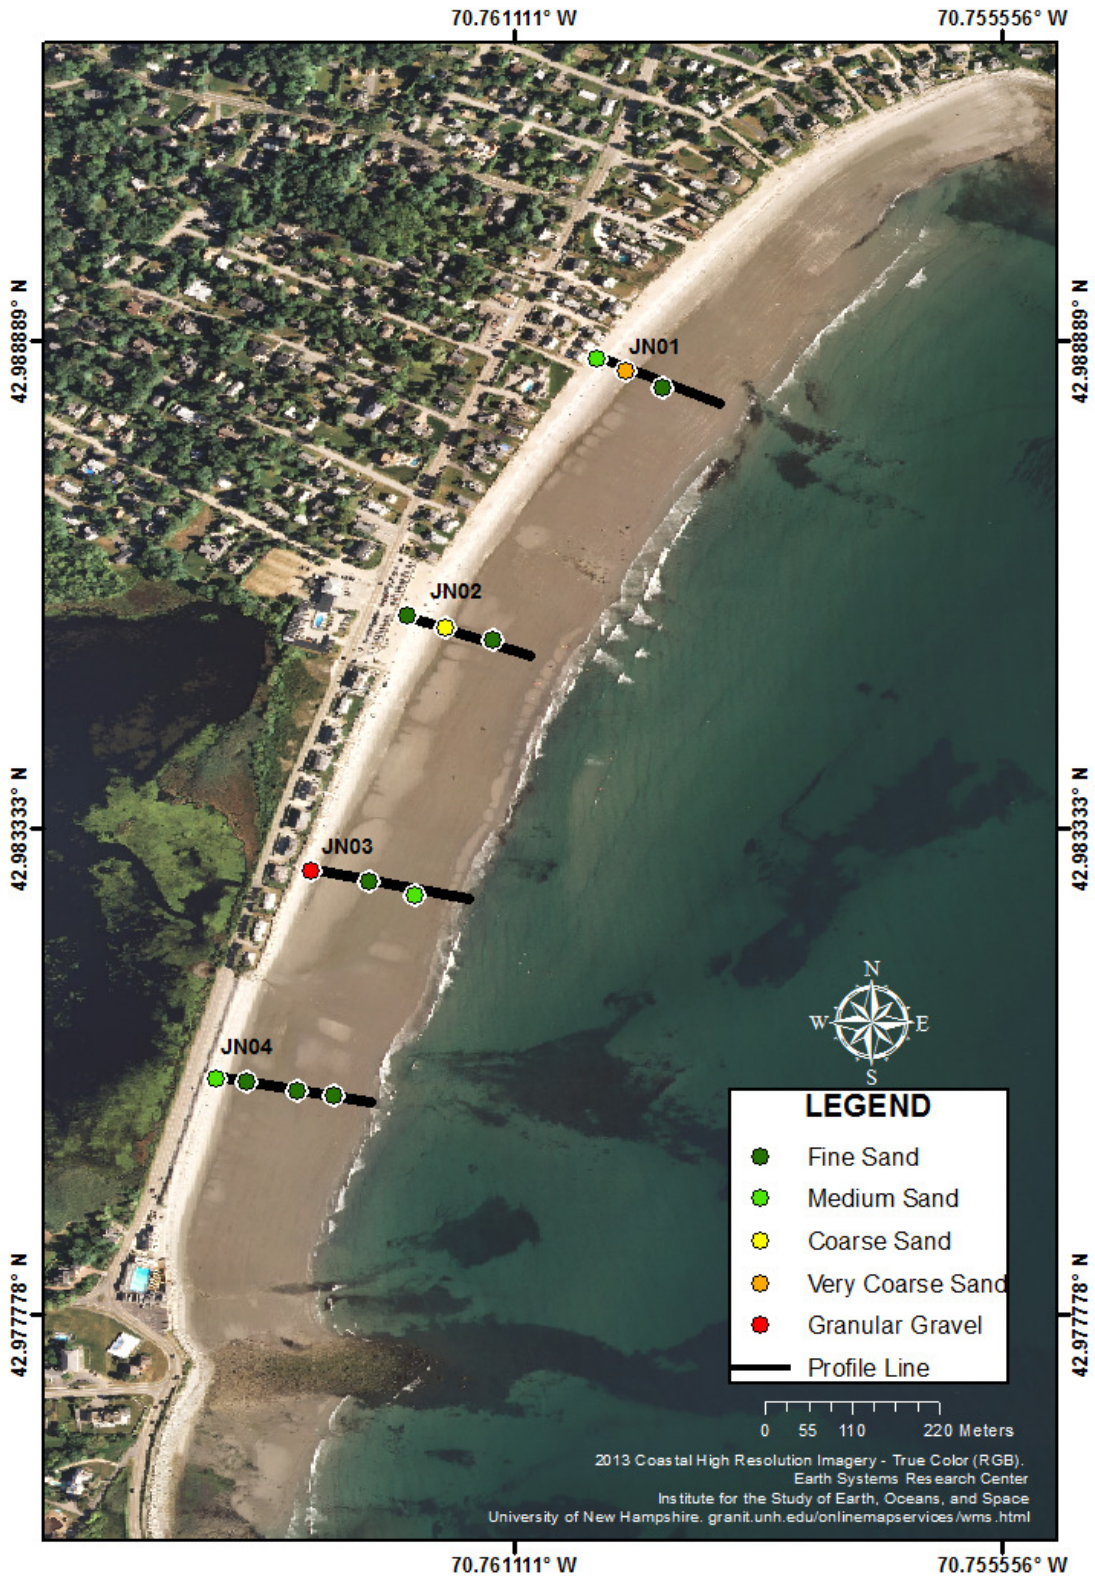 70.761111° W
70.755556° W
42.988889° N
42.988889° N
JN01
JN02
42.983333° N
42.983333° N
JN03
JN04
N
W
E
S
LEGEND
Fine Sand
Medium Sand
Coarse Sand
Very Coarse Sand
Granular Gravel
Profile Line
42.977778° N
42.977778° N
0 55 110 220 Meters
2013 Coastal High Resolution Imagery - True Color (RGB).
Earth Systems Research Center
Institute for the Study of Earth, Oceans, and Space
University of New Hampshire. granit.unh.edu/onlinemapservices/wms.html
70.761111° W
70.755556° W